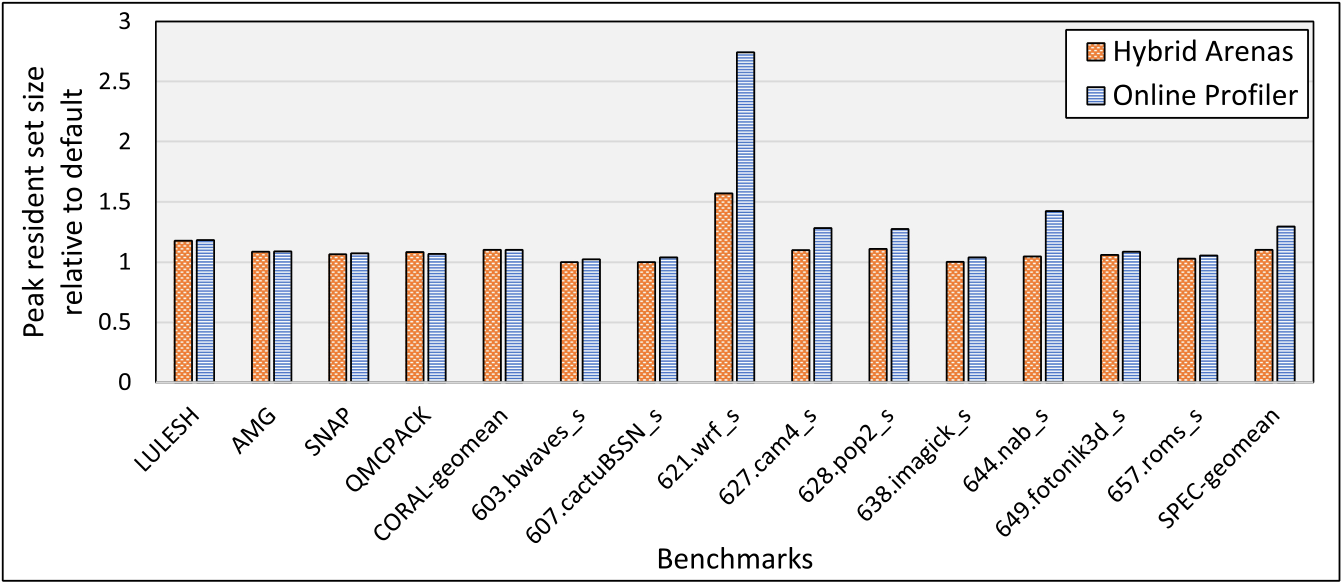 Peak resident set size
relative to default
3
2.5
2
1.5
1
0.5
0
Hybrid Arenas
Online Profiler
LULESH
AMG
SNAP
QMCPACK
CORAL-geomean
603.bwaves_s
607.cactuBSSN_s
621.wrf_s
627.cam4_s
628.pop2_s
638.imagick_s
644.nab_s
649.fotonik3d_s
657.roms_s
SPEC-geomean
Benchmarks